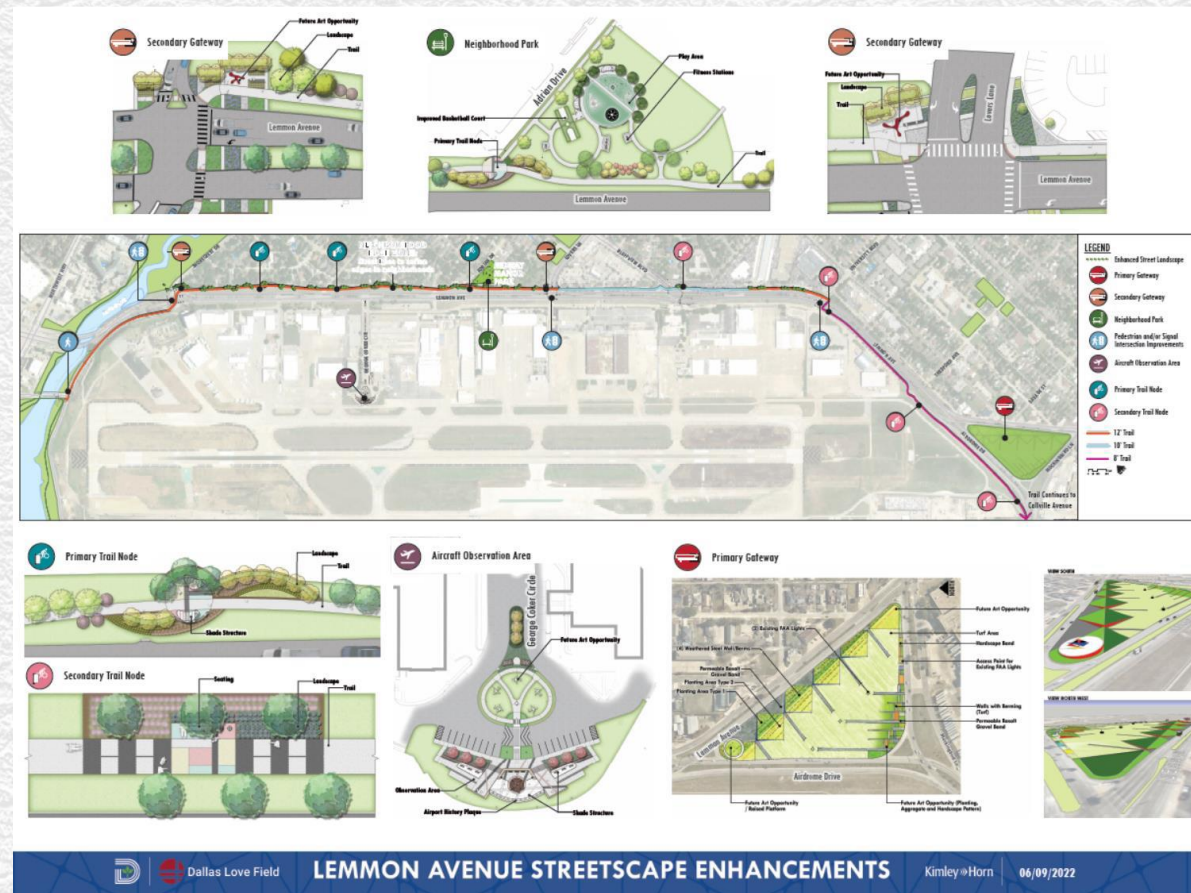 Secondary Gateway
Future Art Opportunity
Landscape
Trail
Lemmon Avenue
Neighborhood Park
Adrian Drive
Play Area
Fitness Stations
Improved Basketball Court
Primary Trail Node
Trail
Lemmon Avenue
Secondary Gateway
Future Art Opportunity
Landscape
Trail
Lovers Lane
Lemmon Avenue
LEMMON AVE
Trail Continues to
LEGEND
Enhanced Street Landscape
Primary Gateway
Secondary Gateway
Neighborhood Park
Pedestrian and/or Signal
Intersection Improvements
Aircraft Observation Area
Primary Trail Node
Secondary Trail Node
12' Trail
10' Trail
8' Trail
Primary Trail Node
Landscape
Trail
Shade Structure
Secondary Trail Node
Seating
Landscape
Trail
Aircraft Observation Area
George Coker Circle
Future Art Opportunity
Observation Area
Airport History Plaque
Shade Structure
Primary Gateway
Future Art Opportunity
Turf Area
Hardscape Band
Access Point for
Existing FAA Lights
Walls with Berming
(Turf)
Permeable Basalt
Gravel Band
Permeable Basalt
Gravel Band
Planting Area Type 2
Planting Area Type 1
Lemmon Avenue
Airdrome Drive
Future Art Opportunity
/ Raised Platform
Future Art Opportunity (Planting,
Aggregate and Hardscape Pattern)
VIEW SOUTH
VIEW NORTH WEST
Dallas Love Field
LEMMON AVENUE STREETSCAPE ENHANCEMENTS
Kimley»Horn
06/09/2022